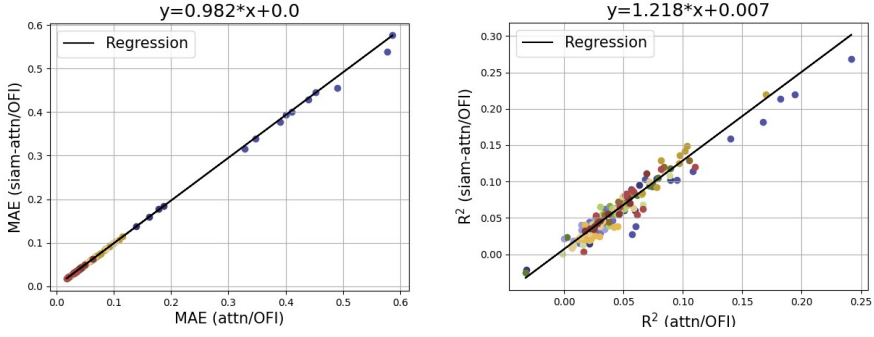 y=0.982*x+0.0
Regression
MAE (siam-attn/OFI)
0.6
0.5
0.4
0.3
0.2
0.1
0.0
0.0 0.1 0.2 0.3 0.4 0.5 0.6
MAE (attn/OFI)
y=1.218*x+0.007
Regression
R² (siam-attn/OFI)
0.30
0.25
0.20
0.15
0.10
0.05
0.00
0.00 0.05 0.10 0.15 0.20 0.25
R² (attn/OFI)